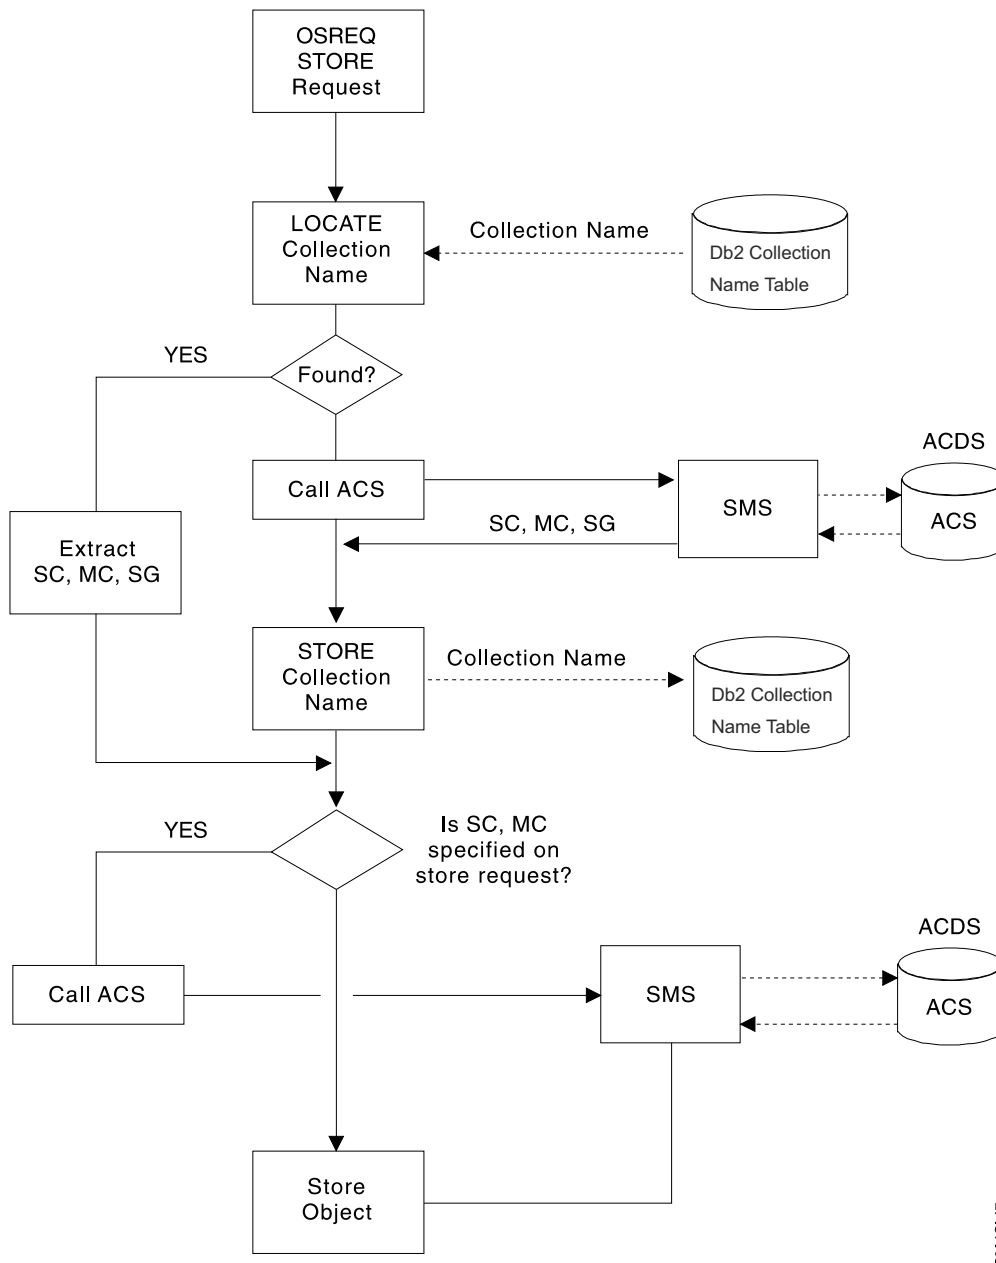 OSREQ
STORE
Request
LOCATE
Collection
Name
Collection Name
Db2 Collection
Name Table
YES
Found?
Call ACS
SMS
ACDS
ACS
SC, MC, SG
Extract
SC, MC, SG
STORE
Collection
Name
Collection Name
Db2 Collection
Name Table
YES
Is SC, MC
specified on
store request?
Call ACS
SMS
ACDS
ACS
Store
Object